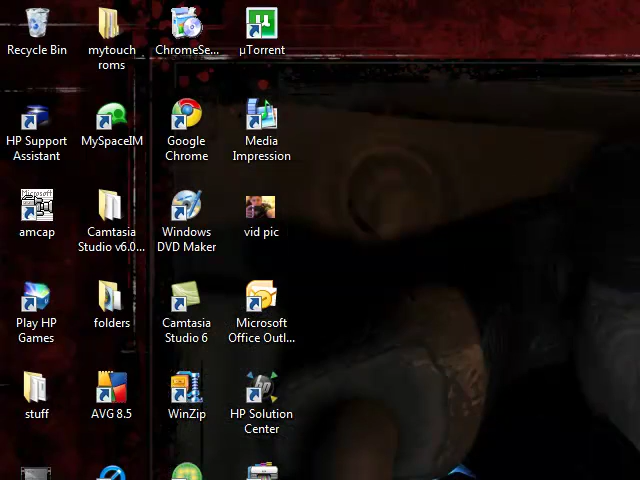 Recycle Bin
mytouch
roms
ChromeSe...
µTorrent
HP Support
Assistant
MySpaceIM
Google
Chrome
Media
Impression
Microsoft
amcap
Camtasia
Studio v6.0...
Windows
DVD Maker
vid pic
Play HP
Games
folders
Camtasia
Studio 6
Microsoft
Office Outl...
stuff
AVG 8.5
WinZip
hp
HP Solution
Center